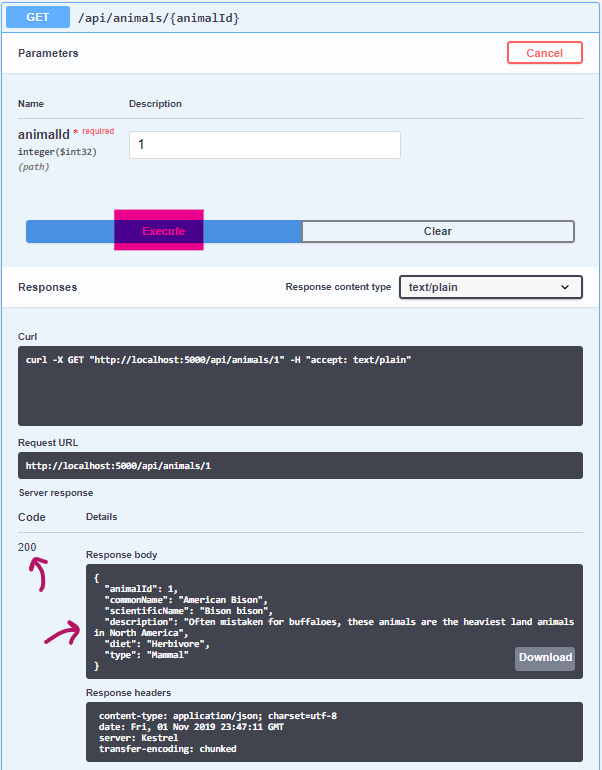 GET /api/animals/{animalId}
Parameters Cancel
Name Description
animalId * required 1
integer($int32)
(path)
Execute Clear
Responses Response content type text/plain
Curl
curl -X GET "http://localhost:5000/api/animals/1" -H "accept: text/plain"
Request URL
http://localhost:5000/api/animals/1
Server response
Code Details
200
Response body
{
"animalId": 1,
"commonName": "American Bison",
"scientificName": "Bison bison",
"description": "Often mistaken for buffaloes, these animals are the heaviest land animals
in North America",
"diet": "Herbivore",
"type": "Mammal"
}
Download
Response headers
content-type: application/json; charset=utf-8
date: Fri, 01 Nov 2019 23:47:11 GMT
server: Kestrel
transfer-encoding: chunked